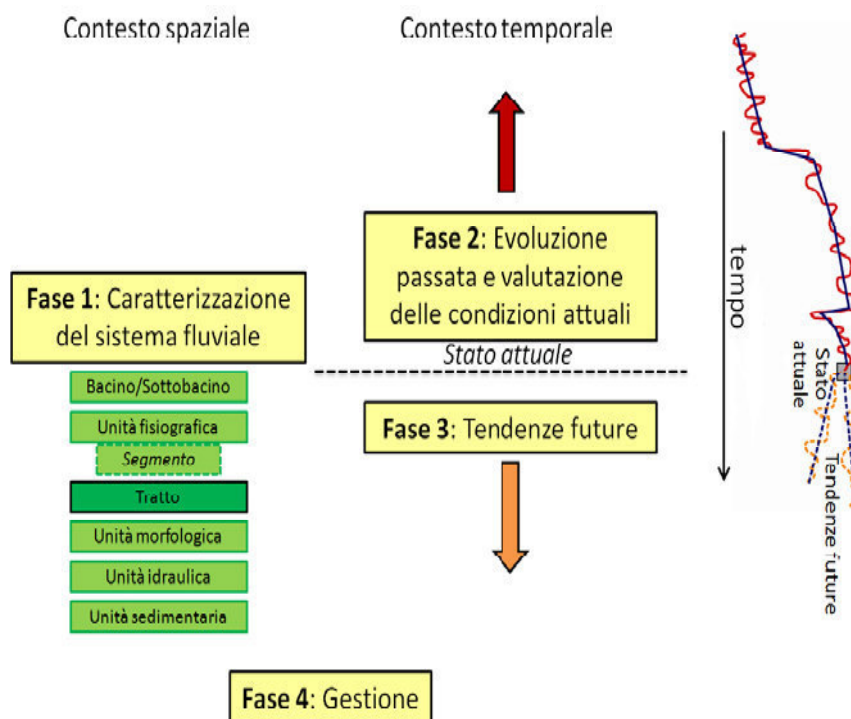 Contesto spaziale
Contesto temporale
Fase 1: Caratterizzazione
del sistema fluviale
Bacino/Sottobacino
Unità fisiografica
Segmento
Tratto
Unità morfologica
Unità idraulica
Unità sedimentaria
Fase 2: Evoluzione
passata e valutazione
delle condizioni attuali
Stato attuale
Fase 3: Tendenze future
tempo
Stato
attuale
Tendenze future
Fase 4: Gestione